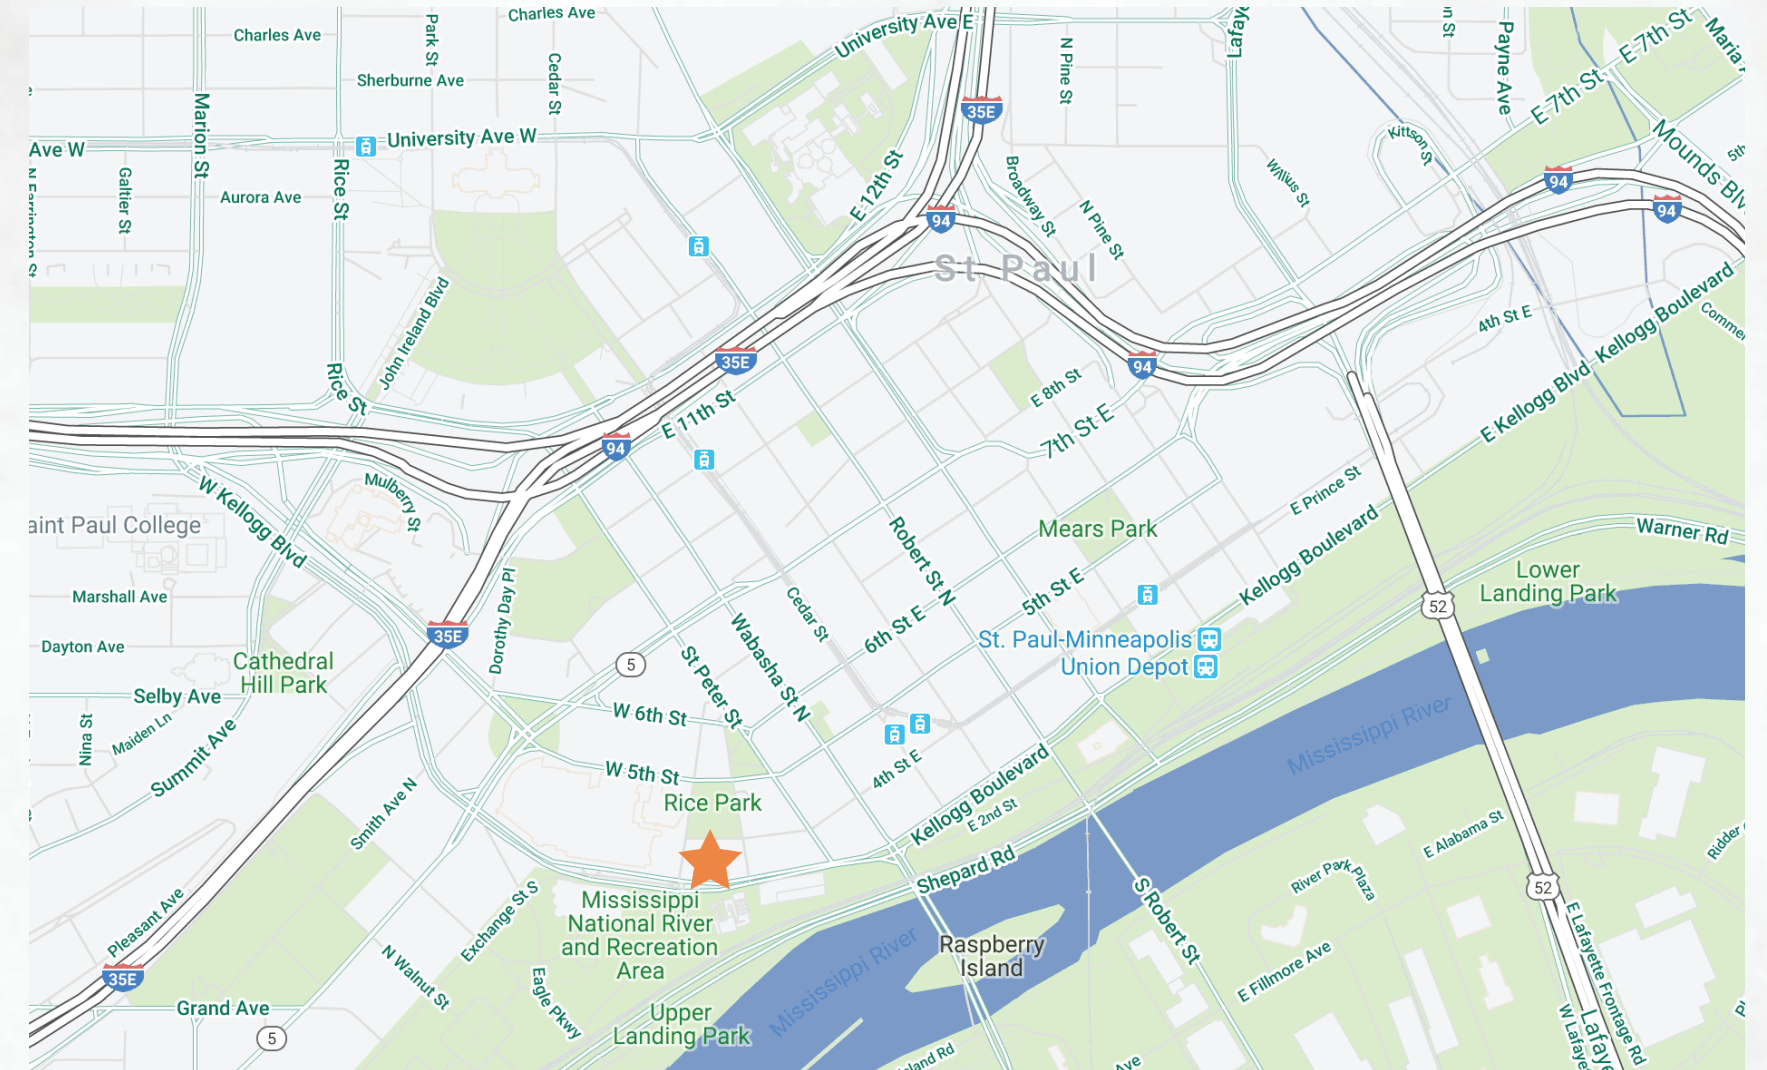 Charles Ave
Charles Ave
Park St
Sherburne Ave
Cedar St
University Ave E
N Pine St
35E
Payne Ave
E 7th St
E 7th St
Marion St
University Ave W
Ave W
Rice St
Galtier St
Aurora Ave
E 12th St
Broadway St
N Pine St
Willius St
Kittson St
Mounds Blv
94
94
94
St Paul
John Ireland Blvd
Rice St
35E
E 11th St
94
94
E 8th St
7th St E
4th St E
Kellogg Boulevard
E Kellogg Blvd
Mulberry St
W Kellogg Blvd
aint Paul College
Marshall Ave
Dayton Ave
Dorothy Day Pl
35E
Cathedral
Hill Park
Selby Ave
Nina St
Maiden Ln
Summit Ave
5
Robert St N
Mears Park
E Prince St
Kellogg Boulevard
Warner Rd
Lower
Landing Park
52
Cedar St
Wabasha St N
St Peter St
6th St E
5th St E
St. Paul-Minneapolis
Union Depot
W 6th St
W 5th St
4th St E
Kellogg Boulevard
E 2nd St
Mississippi River
Rice Park
Smith Ave N
Shepard Rd
Mississippi
National River
and Recreation
Area
Exchange St S
Pleasant Ave
35E
N Walnut St
Eagle Pkwy
Grand Ave
5
Upper
Landing Park
Mississippi River
Raspberry
Island
S Robert St
River Park Plaza
E Alabama St
E Fillmore Ave
52
E Lafayette Frontage Rd
W Lafaye
Lafaye
Island Rd
Ave